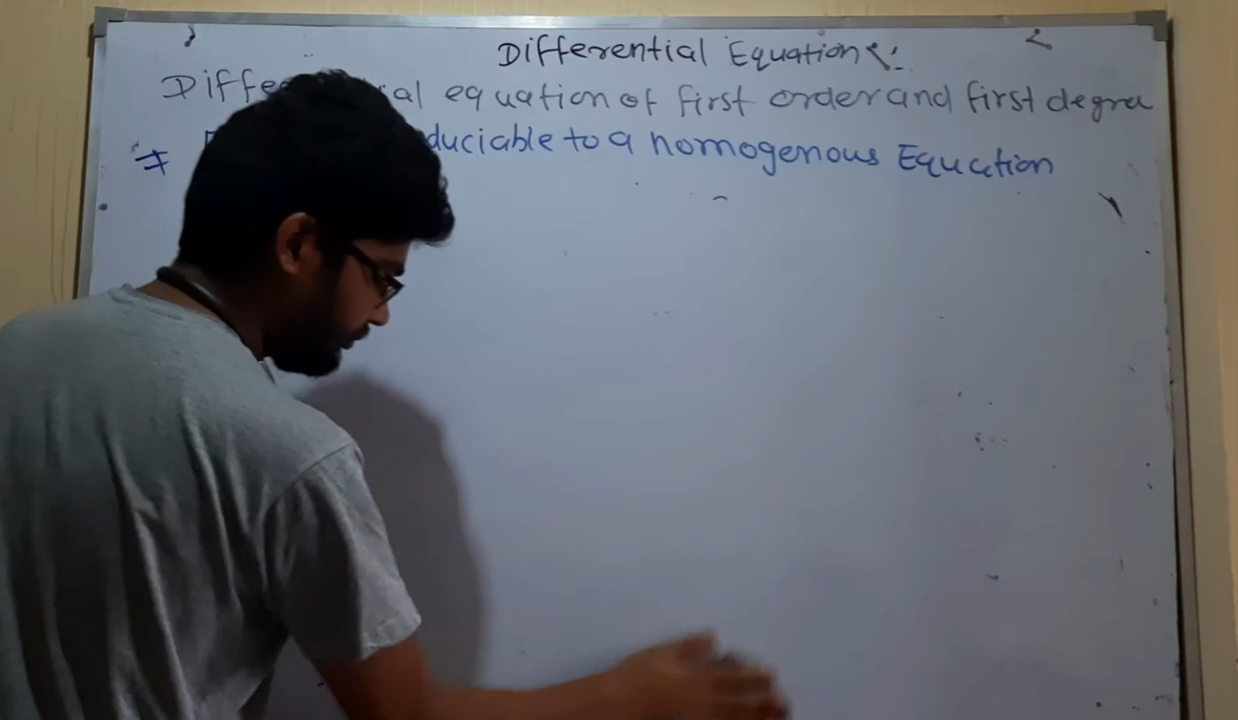 Differential Equation :-
Diffe al equation of first order and first degree
duciable to a homogenous Equation